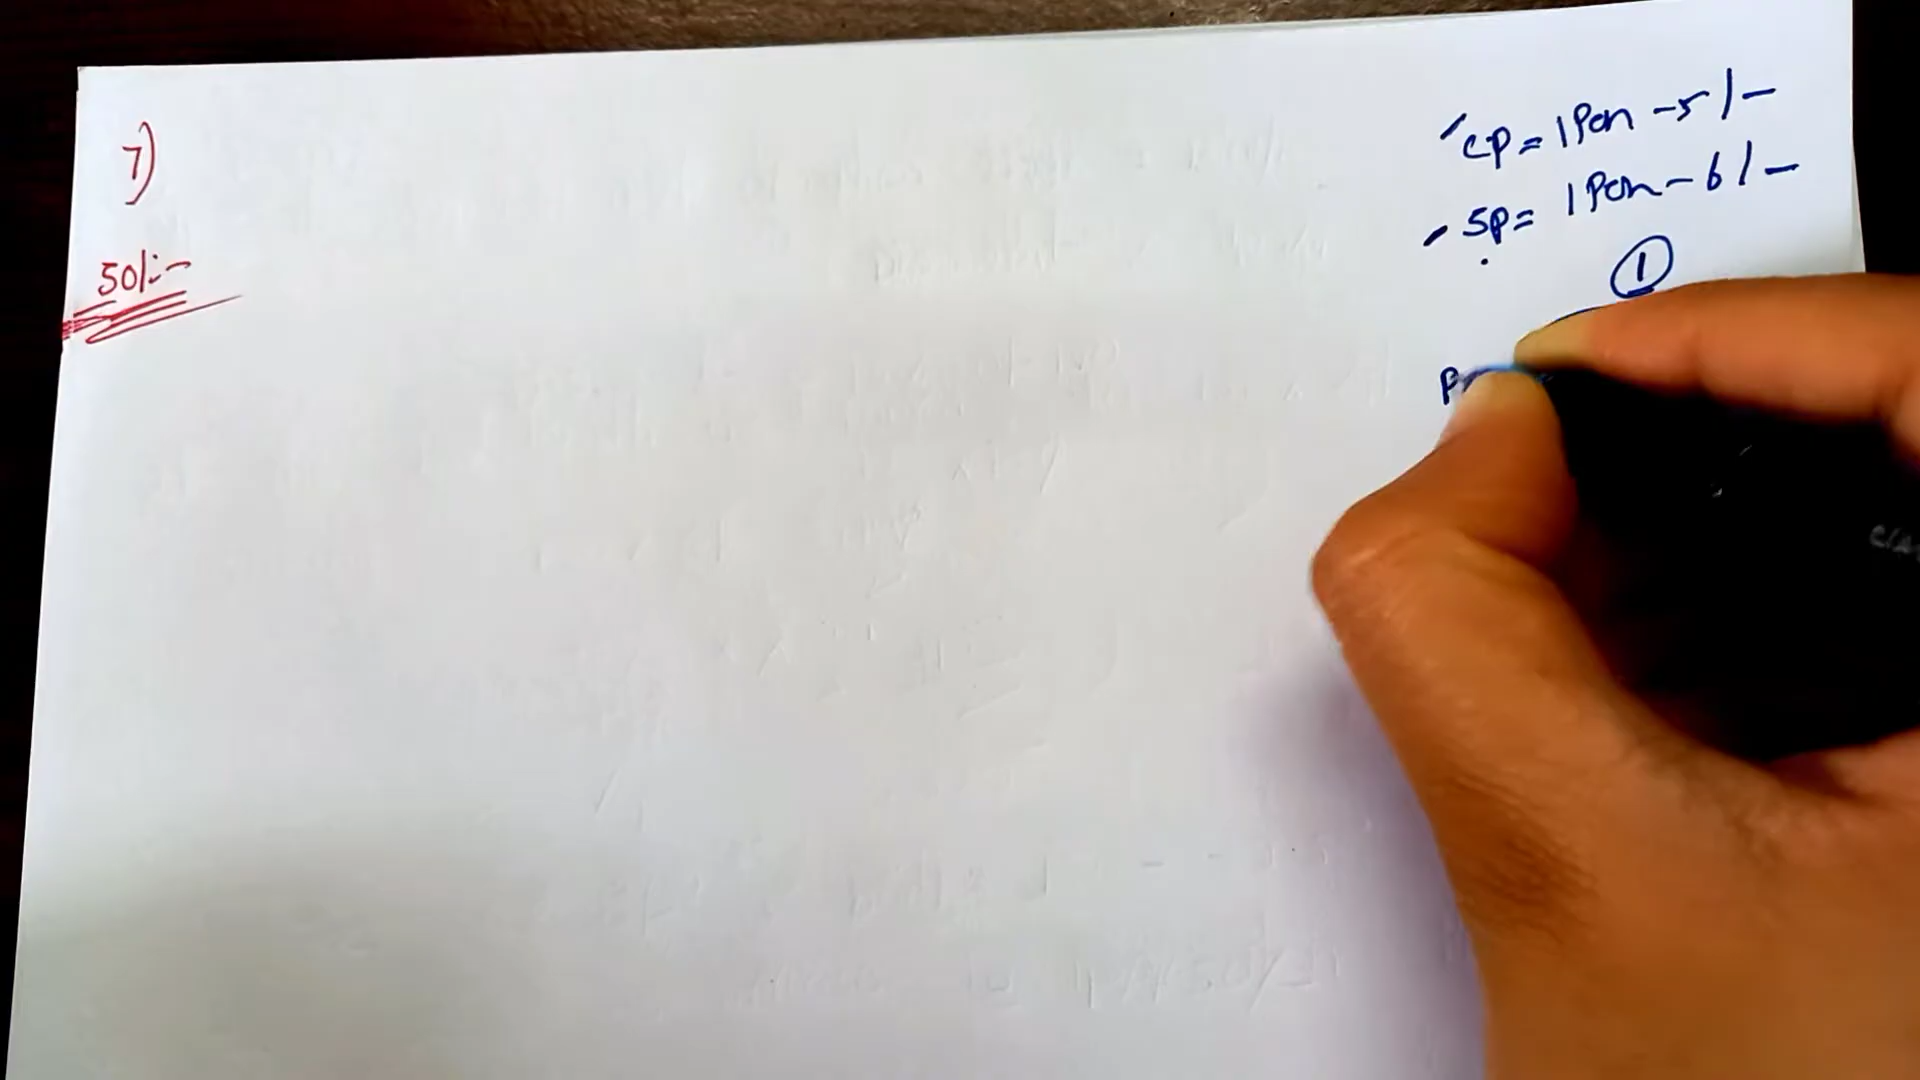 7)
Sol:-
CP = 1 Pen - 5/-
SP = 1 Pen - 6/-
1